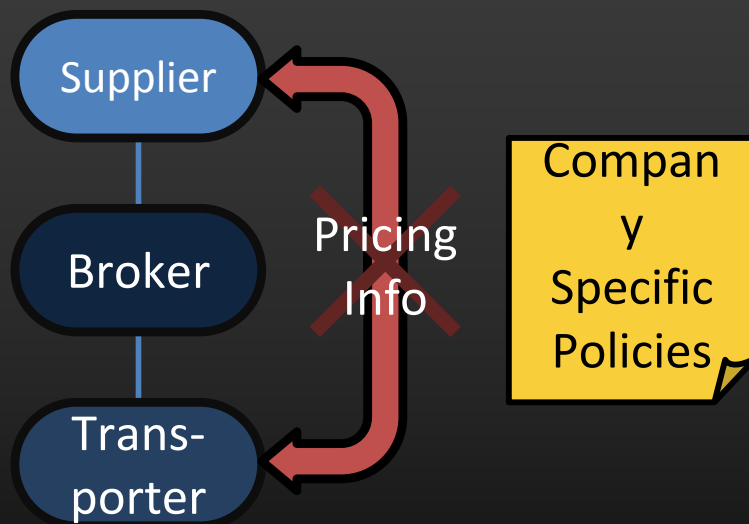 Supplier
Broker
Trans-
porter
Pricing
Info
Compan
y
Specific
Policies